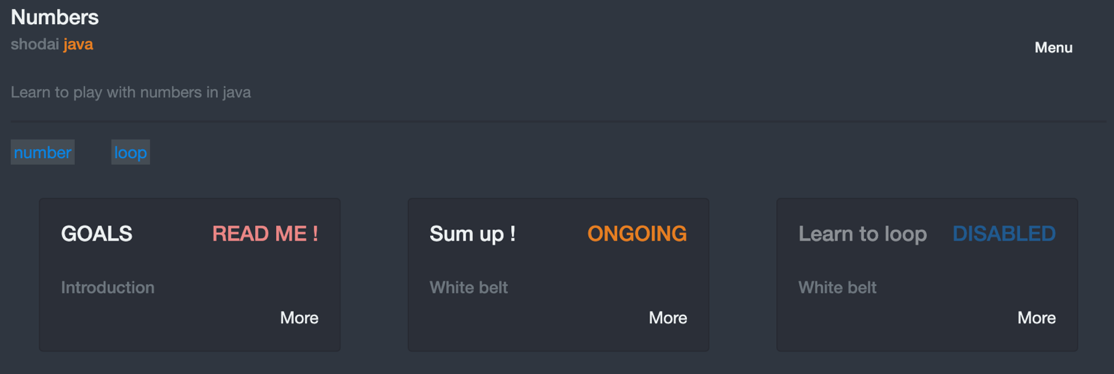 Numbers
shodai java
Menu
Learn to play with numbers in java
number loop
GOALS READ ME !
Introduction
More
Sum up ! ONGOING
White belt
More
Learn to loop DISABLED
White belt
More